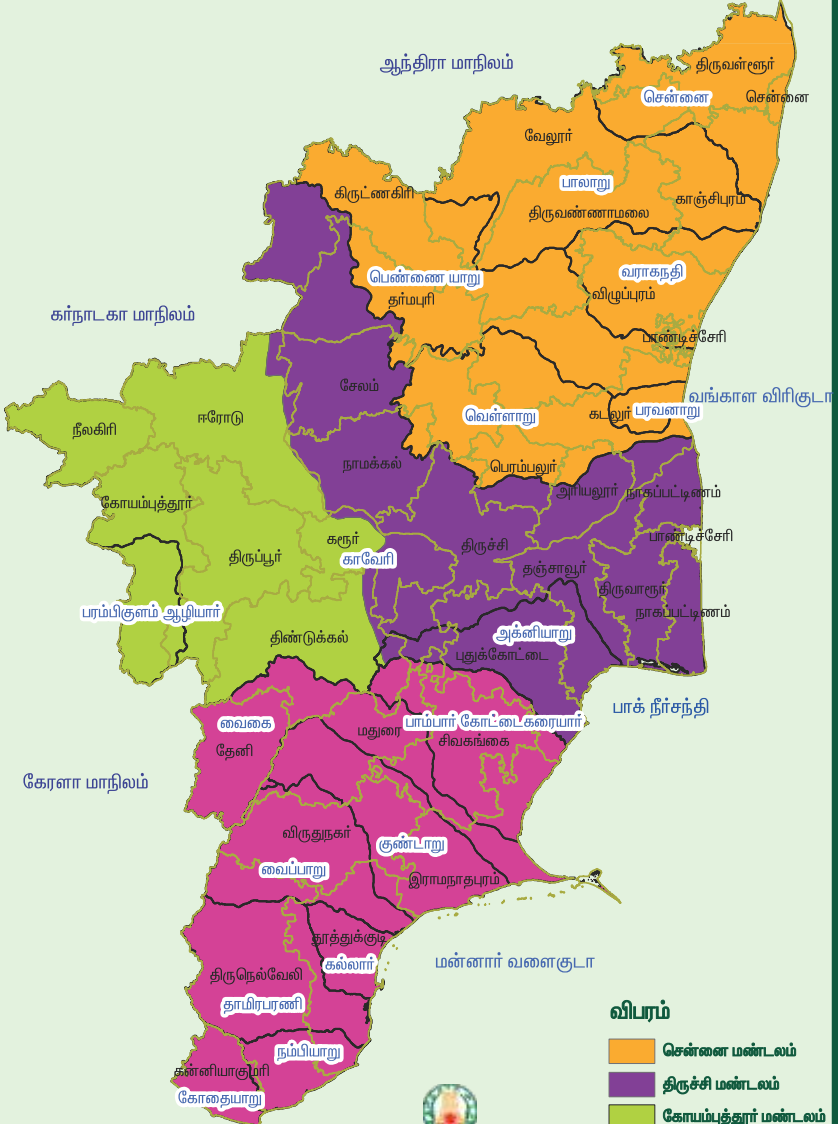 ஆந்திரா மாநிலம்
திருவள்ளூர்
சென்னை
சென்னை
வேலூர்
பாலாறு
கிருட்ணகிரி
காஞ்சிபுரம்
திருவண்ணாமலை
வராகநதி
பெண்ணை யாறு
விழுப்புரம்
தர்மபுரி
கர்நாடகா மாநிலம்
பாண்டிச்சேரி
சேலம்
வங்காள விரிகுடா
வெள்ளாறு
கடலூர்
பரவனாறு
ஈரோடு
நீலகிரி
நாமக்கல்
பெரம்பலூர்
அரியலூர்
நாகப்பட்டிணம்
கோயம்புத்தூர்
பாண்டிச்சேரி
கரூர்
திருச்சி
காவேரி
திருப்பூர்
தஞ்சாவூர்
திருவாரூர்
பரம்பிகுளம் ஆழியார்
நாகப்பட்டிணம்
திண்டுக்கல்
அக்னியாறு
புதுக்கோட்டை
பாக் நீர்சந்தி
வைகை
பாம்பார் கோட்டைகரையார்
மதுரை
சிவகங்கை
தேனி
கேரளா மாநிலம்
விருதுநகர்
குண்டாறு
வைப்பாறு
இராமநாதபுரம்
தூத்துக்குடி
கல்லார்
மன்னார் வளைகுடா
திருநெல்வேலி
தாமிரபரணி
நம்பியாறு
கன்னியாகுமரி
கோதையாறு
விபரம்
சென்னை மண்டலம்
திருச்சி மண்டலம்
கோயம்புத்தூர் மண்டலம்